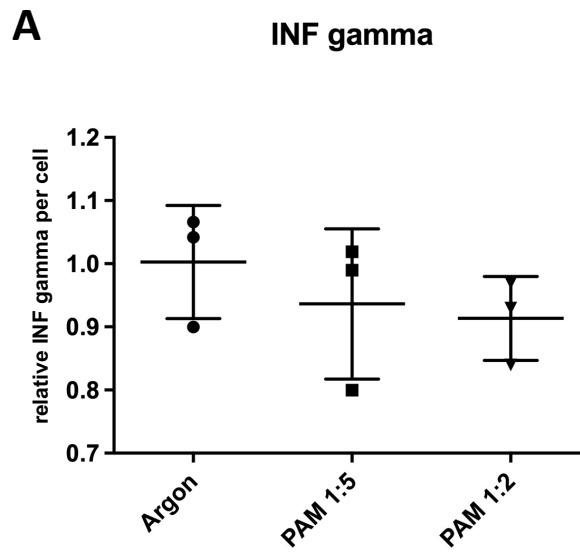 A
INF gamma
relative INF gamma per cell
1.2
1.1
1.0
0.9
0.8
0.7
Argon
PAM 1:5
PAM 1:2